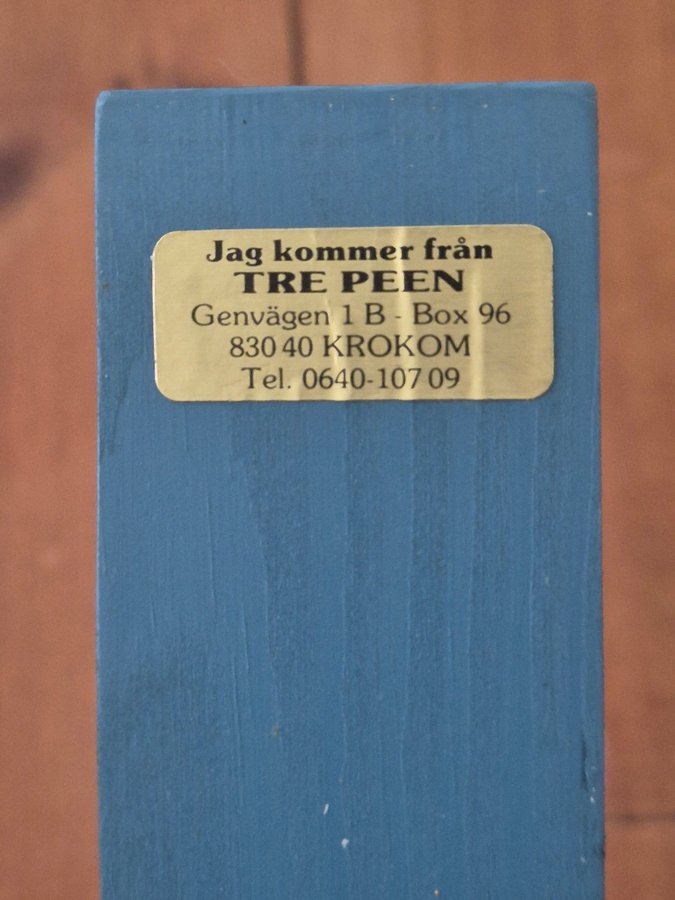 Jag kommer från
TRE PEEN
Genvägen 1 B - Box 96
830 40 KROKOM
Tel. 0640-107 09